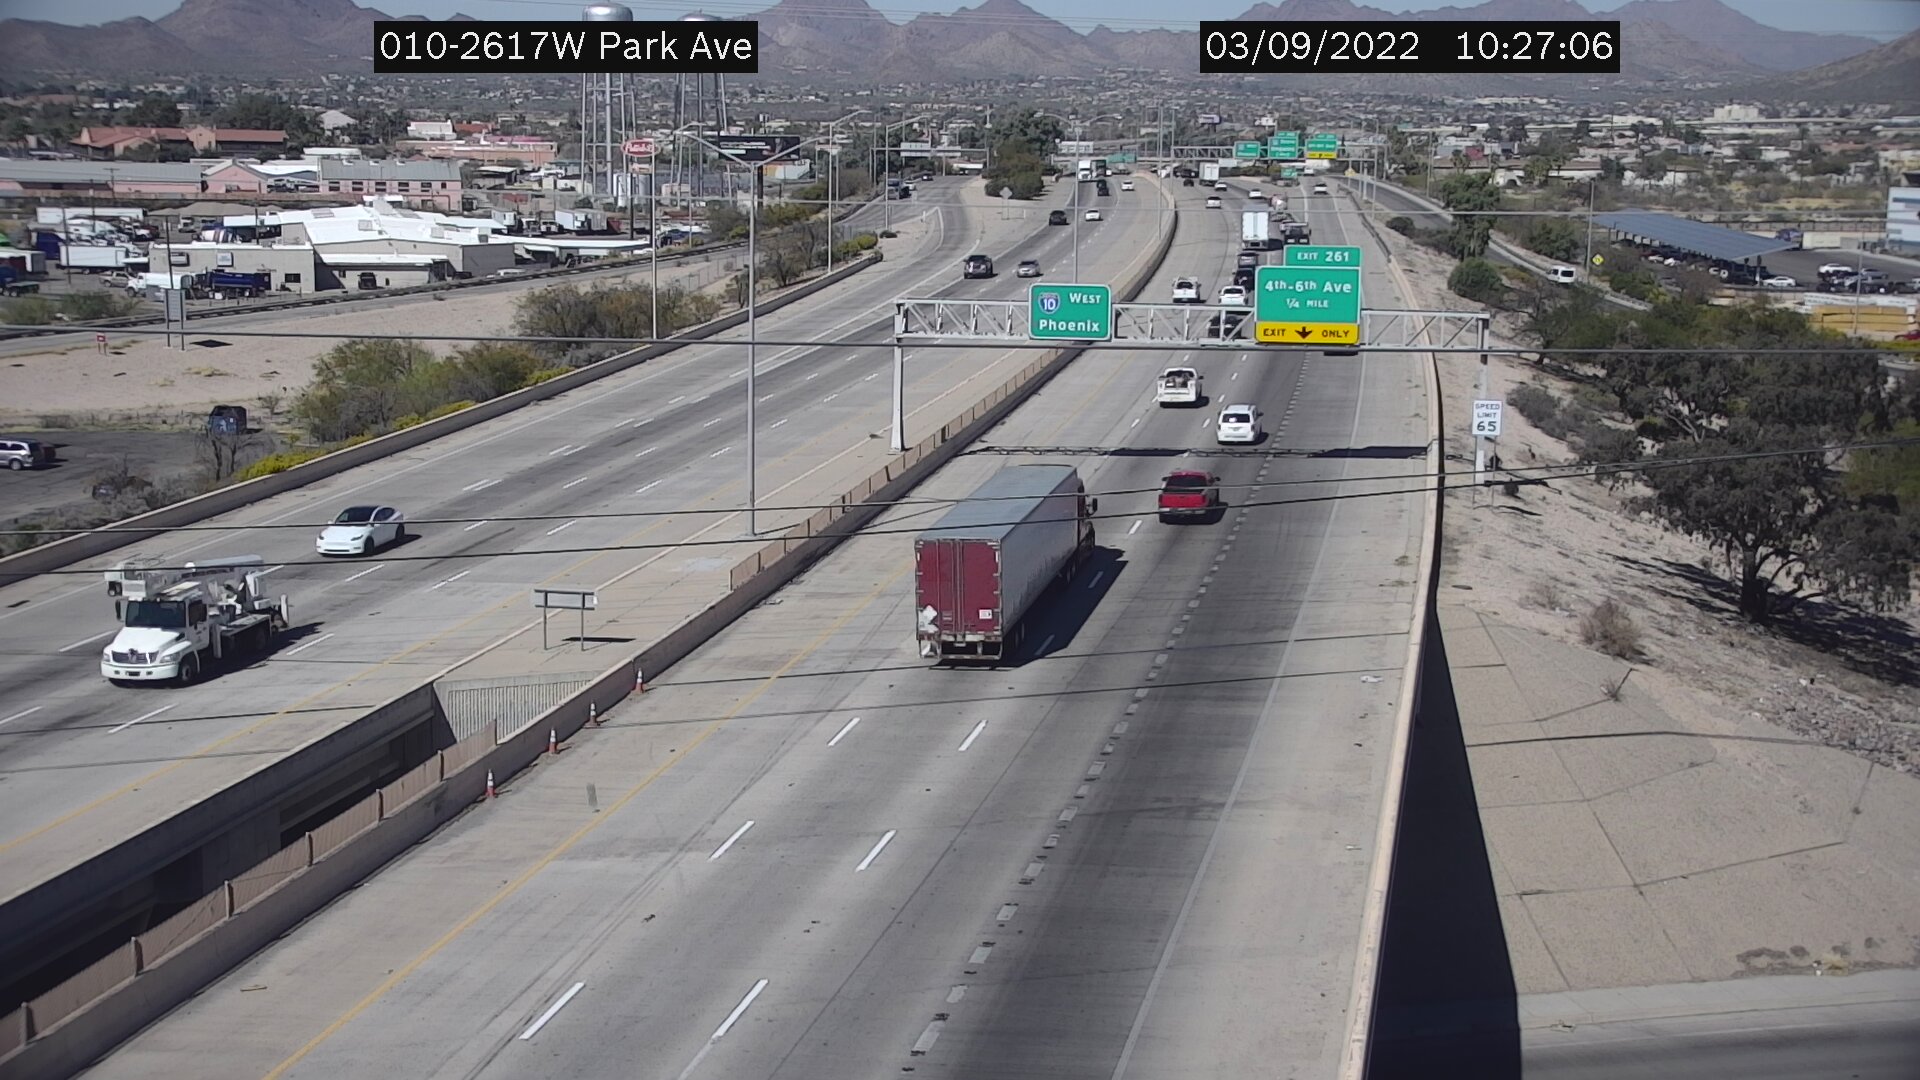 010-2617W Park Ave
03/09/2022 10:27:06
EXIT 261
4th-6th Ave
1/4 MILE
EXIT ONLY
10 WEST
Phoenix
SPEED
LIMIT
65